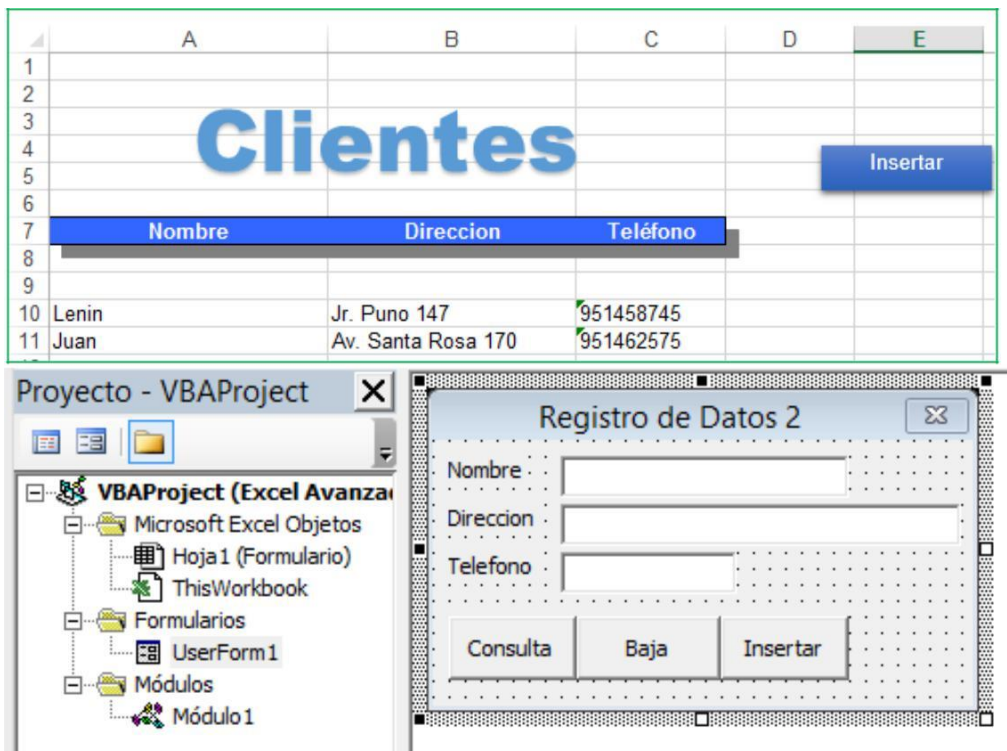 A B C D E
1
2
3
Clientes
4
Insertar
5
6
7 Nombre Direccion Teléfono
8
9
10 Lenin Jr. Puno 147 951458745
11 Juan Av. Santa Rosa 170 951462575
Proyecto - VBAProject
VBAProject (Excel Avanza
Microsoft Excel Objetos
Hoja1 (Formulario)
ThisWorkbook
Formularios
UserForm1
Módulos
Módulo1
Registro de Datos 2
Nombre
Direccion
Telefono
Consulta Baja Insertar